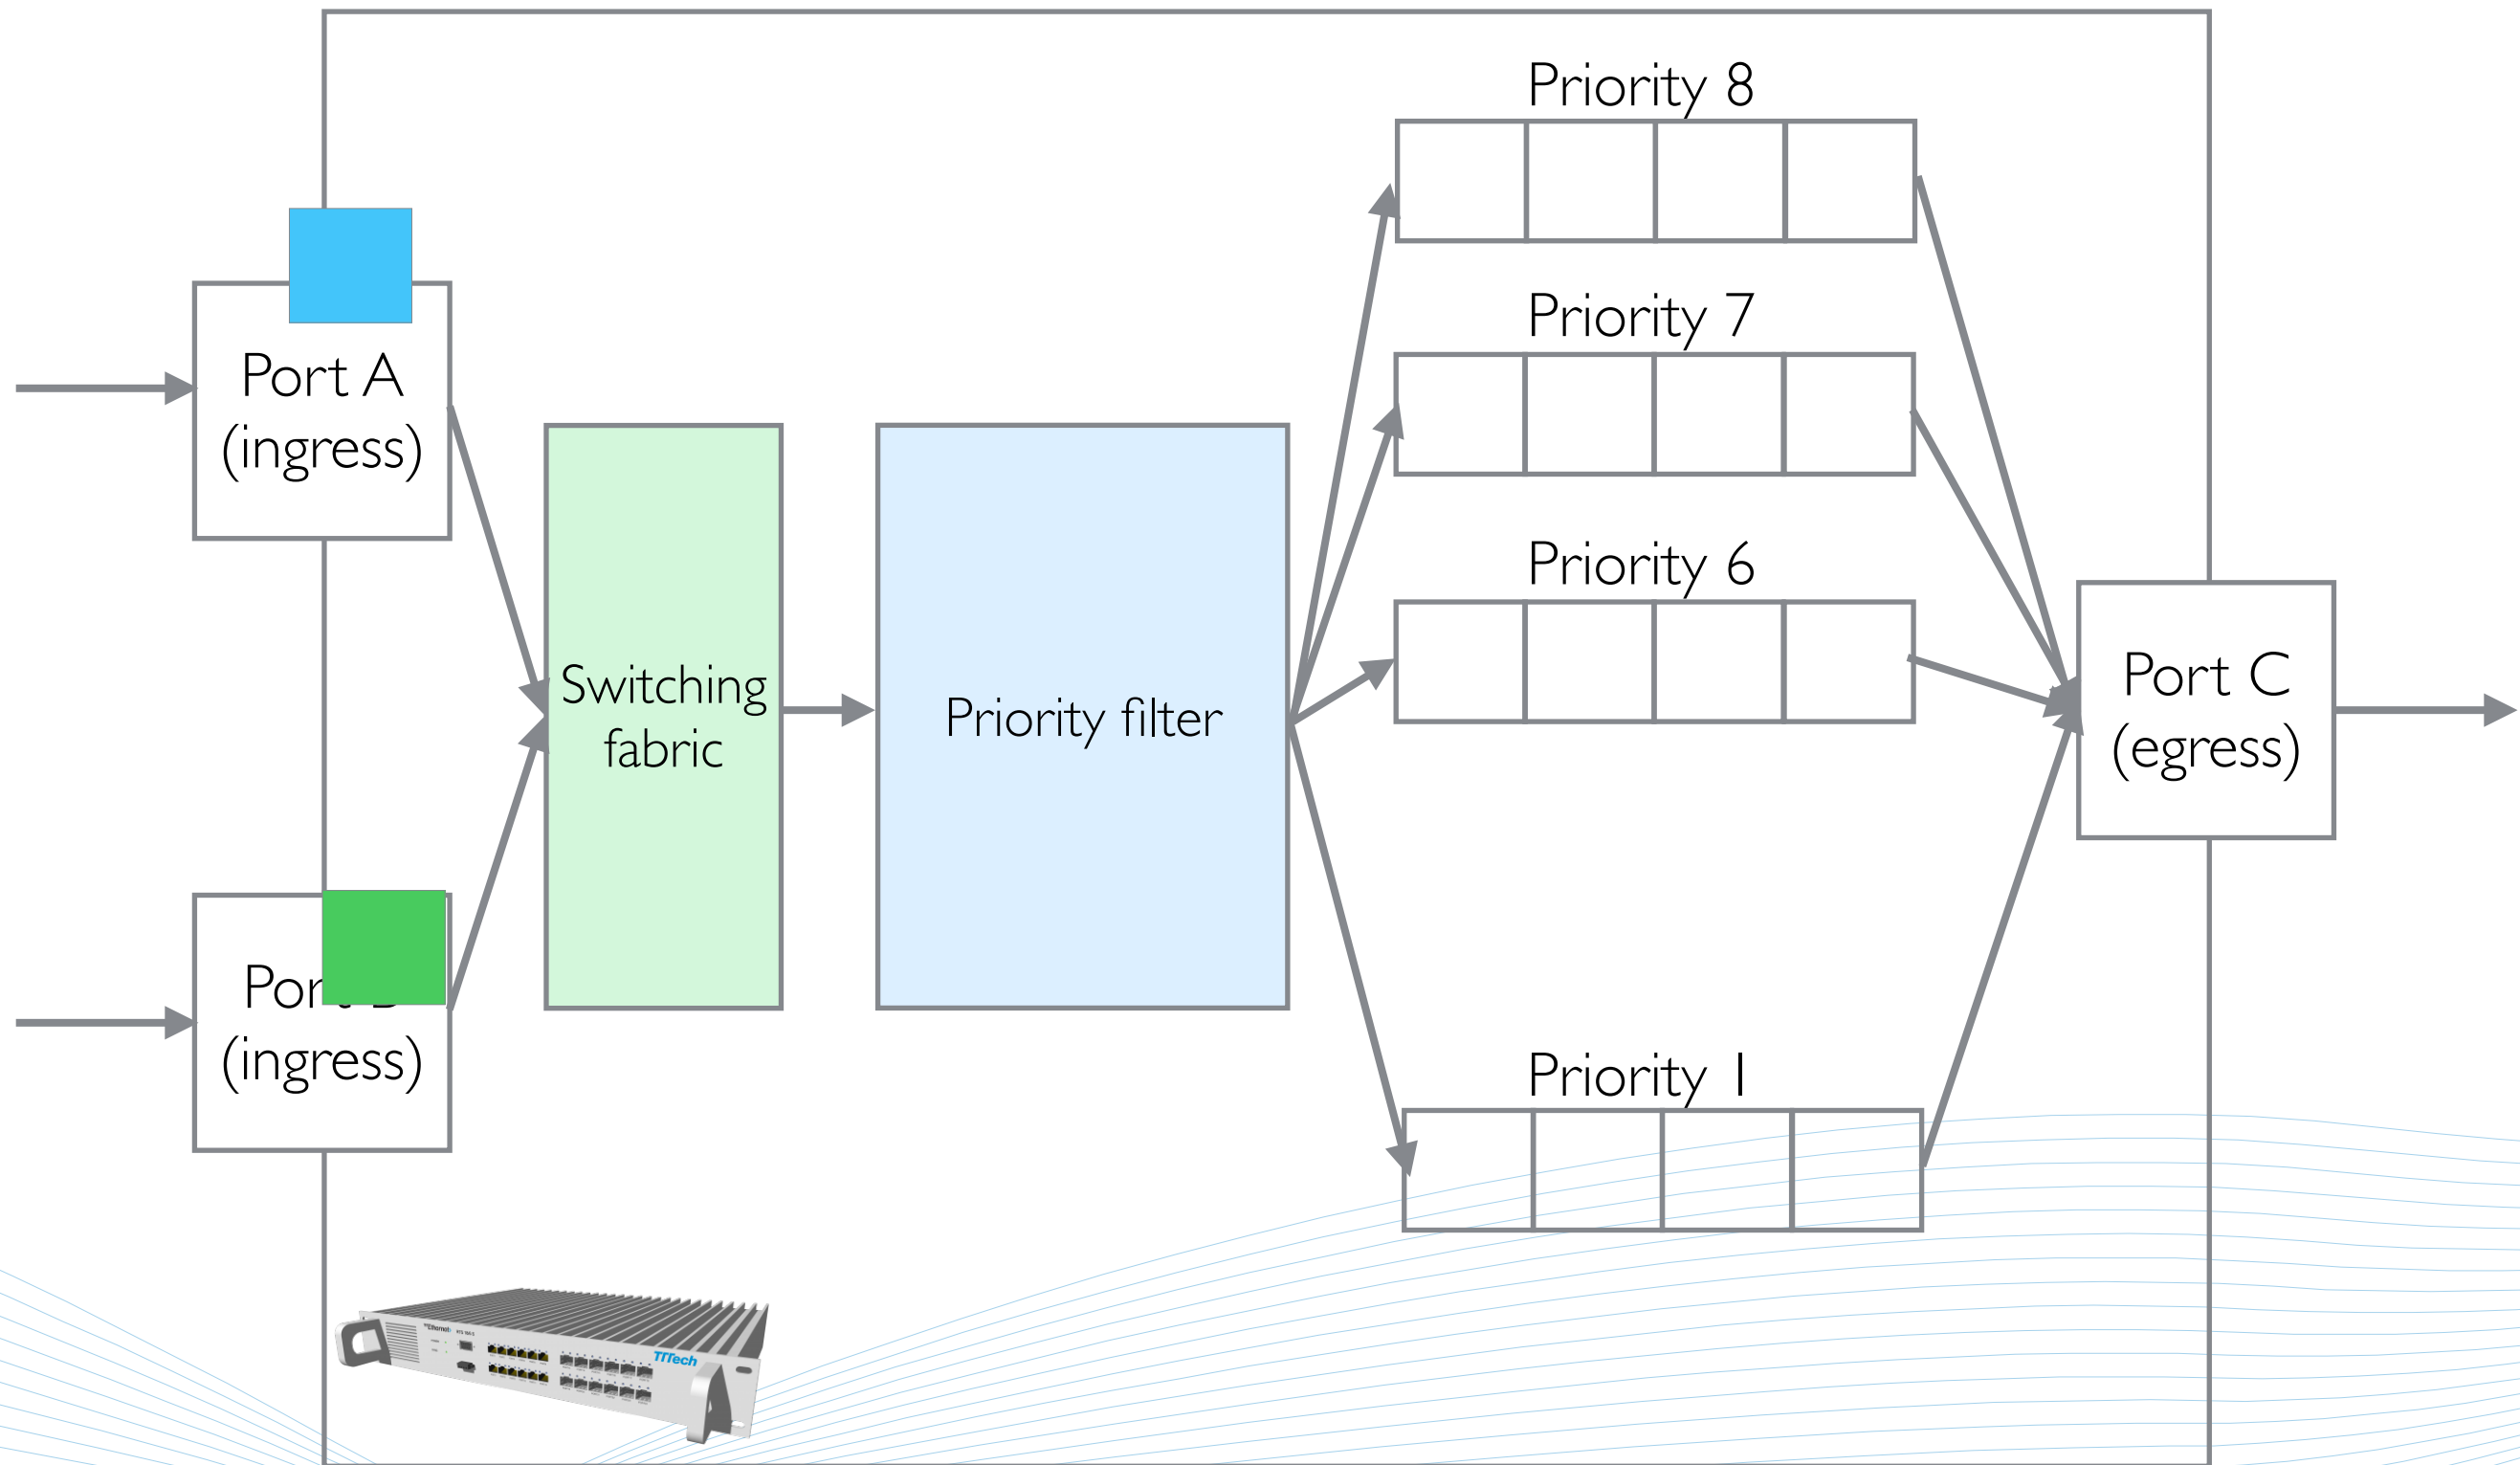 Priority 8
Port A
(ingress)
Priority 7
Priority 6
Switching
fabric
Priority filter
Port C
(egress)
(ingress)
Priority 1
TTTech